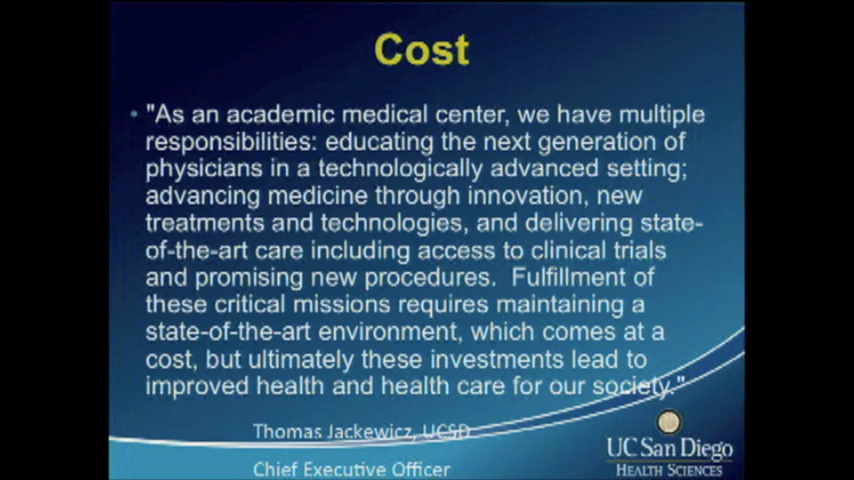 Cost
• "As an academic medical center, we have multiple
responsibilities: educating the next generation of
physicians in a technologically advanced setting;
advancing medicine through innovation, new
treatments and technologies, and delivering state-
of-the-art care including access to clinical trials
and promising new procedures.  Fulfillment of
these critical missions requires maintaining a
state-of-the-art environment, which comes at a
cost, but ultimately these investments lead to
improved health and health care for our society."
Thomas Jackewicz, UCSD
Chief Executive Officer
UC San Diego
HEALTH SCIENCES